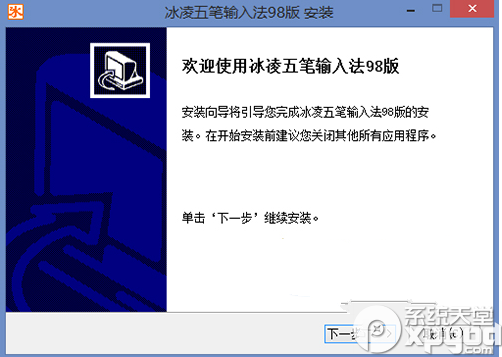 冰凌五笔输入法98版 安装
欢迎使用冰凌五笔输入法98版
安装向导将引导您完成冰凌五笔输入法98版的安
装。在开始安装前建议您关闭其他所有应用程序。
单击‘下一步’继续安装。
下一步
取消(C)
系统天堂
xpgod